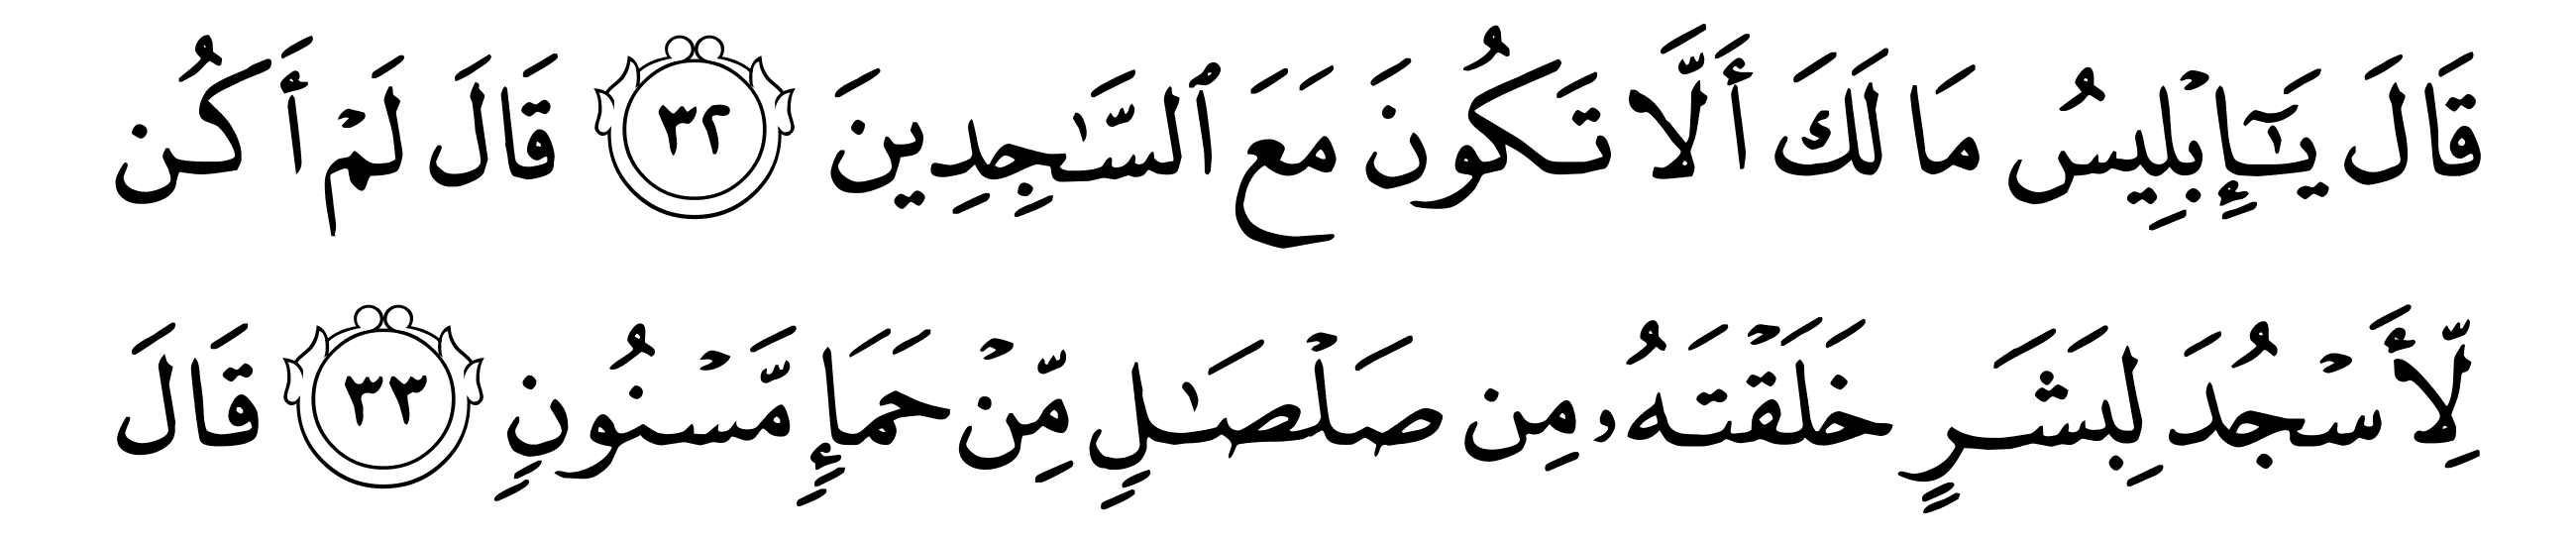 قَالَ يَٰٓإِبْلِيسُ مَا لَكَ أَلَّا تَكُونَ مَعَ ٱلسَّٰجِدِينَ ٣٢ قَالَ لَمْ أَكُن
لِّأَسْجُدَ لِبَشَرٍ خَلَقْتَهُۥ مِن صَلْصَٰلٍ مِّنْ حَمَإٍ مَّسْنُونٍ ٣٣ قَالَ